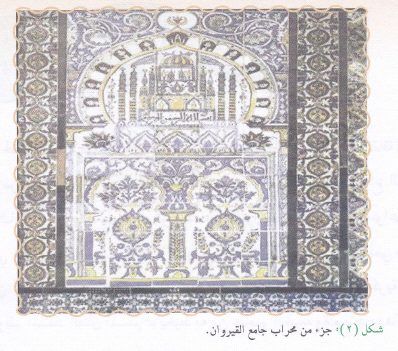 شكل (٢): جزء من محراب جامع القيروان.